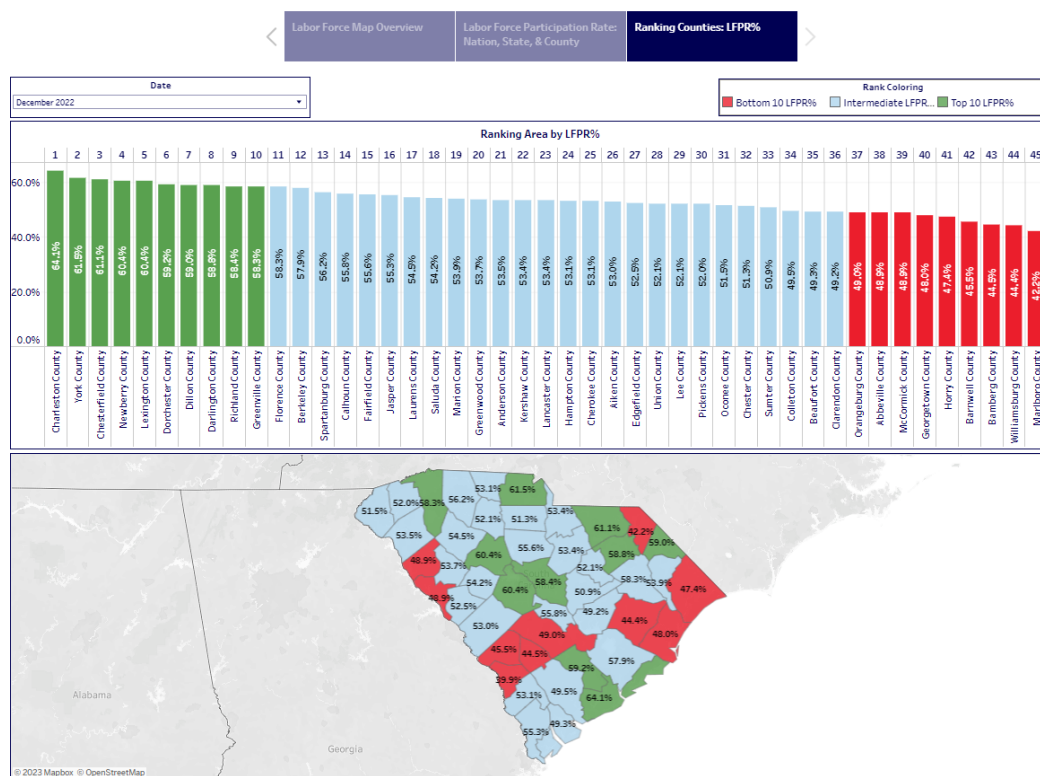 Labor Force Map Overview
Labor Force Participation Rate:
Nation, State, & County
Ranking Counties: LFPR%
Date
December 2022
Rank Coloring
Bottom 10 LFPR%
Intermediate LFPR...
Top 10 LFPR%
Ranking Area by LFPR%
1 2 3 4 5 6 7 8 9 10 11 12 13 14 15 16 17 18 19 20 21 22 23 24 25 26 27 28 29 30 31 32 33 34 35 36 37 38 39 40 41 42 43 44 45
60.0%
40.0%
20.0%
0.0%
64.1% 61.5% 61.1% 60.4% 60.4% 59.2% 59.0% 58.8% 58.4% 58.3% 58.3% 57.9% 56.2% 55.8% 55.6% 55.3% 54.5% 54.2% 53.9% 53.7% 53.5% 53.4% 53.4% 53.1% 53.1% 53.0% 52.5% 52.1% 52.1% 52.0% 51.5% 51.3% 50.9% 49.5% 49.3% 49.2% 49.0% 48.9% 48.9% 48.0% 47.4% 45.5% 44.5% 44.4% 42.2%
Charleston County
York County
Chesterfield County
Newberry County
Lexington County
Dorchester County
Dillon County
Darlington County
Richland County
Greenville County
Florence County
Berkeley County
Spartanburg County
Calhoun County
Fairfield County
Jasper County
Laurens County
Saluda County
Marion County
Greenwood County
Anderson County
Kershaw County
Lancaster County
Hampton County
Cherokee County
Aiken County
Edgefield County
Union County
Lee County
Pickens County
Oconee County
Chester County
Sumter County
Colleton County
Beaufort County
Clarendon County
Orangeburg County
Abbeville County
McCormick County
Georgetown County
Horry County
Barnwell County
Bamberg County
Williamsburg County
Marlboro County
53.1% 61.5%
51.5% 52.0% 58.3% 56.2%
52.1% 51.3% 53.4%
61.1% 42.2%
53.5% 54.5% 55.6% 53.4% 58.8% 59.0%
48.9% 53.7% 60.4% 52.1%
54.2% 60.4% 58.4% 50.9% 58.3% 53.9% 47.4%
48.9% 52.5% 55.8% 49.2%
53.0% 49.0% 44.4% 48.0%
45.5% 44.5% 57.9%
59.2%
39.9% 53.1% 49.5% 64.1%
55.3% 49.3%
Alabama
Georgia
© 2023 Mapbox © OpenStreetMap